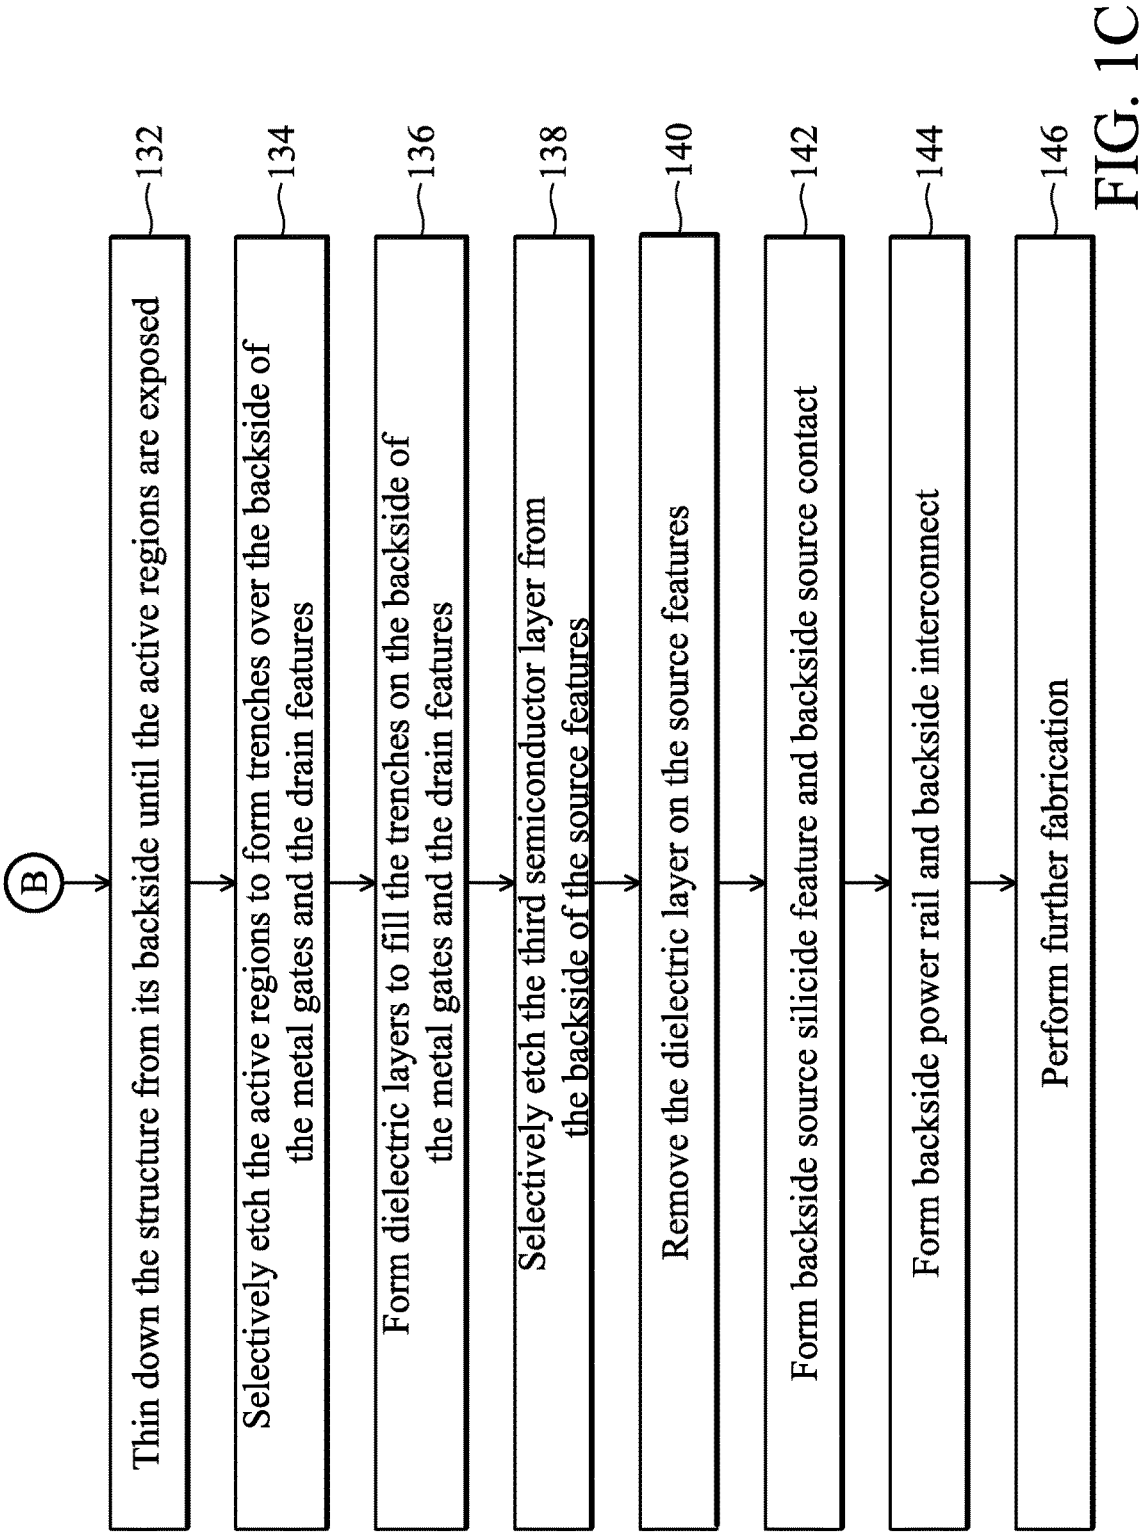 B
Thin down the structure from its backside until the active regions are exposed
132
Selectively etch the active regions to form trenches over the backside of
the metal gates and the drain features
134
Form dielectric layers to fill the trenches on the backside of
the metal gates and the drain features
136
Selectively etch the third semiconductor layer from
the backside of the source features
138
Remove the dielectric layer on the source features
140
Form backside source silicide feature and backside source contact
142
Form backside power rail and backside interconnect
144
Perform further fabrication
146
FIG. 1C